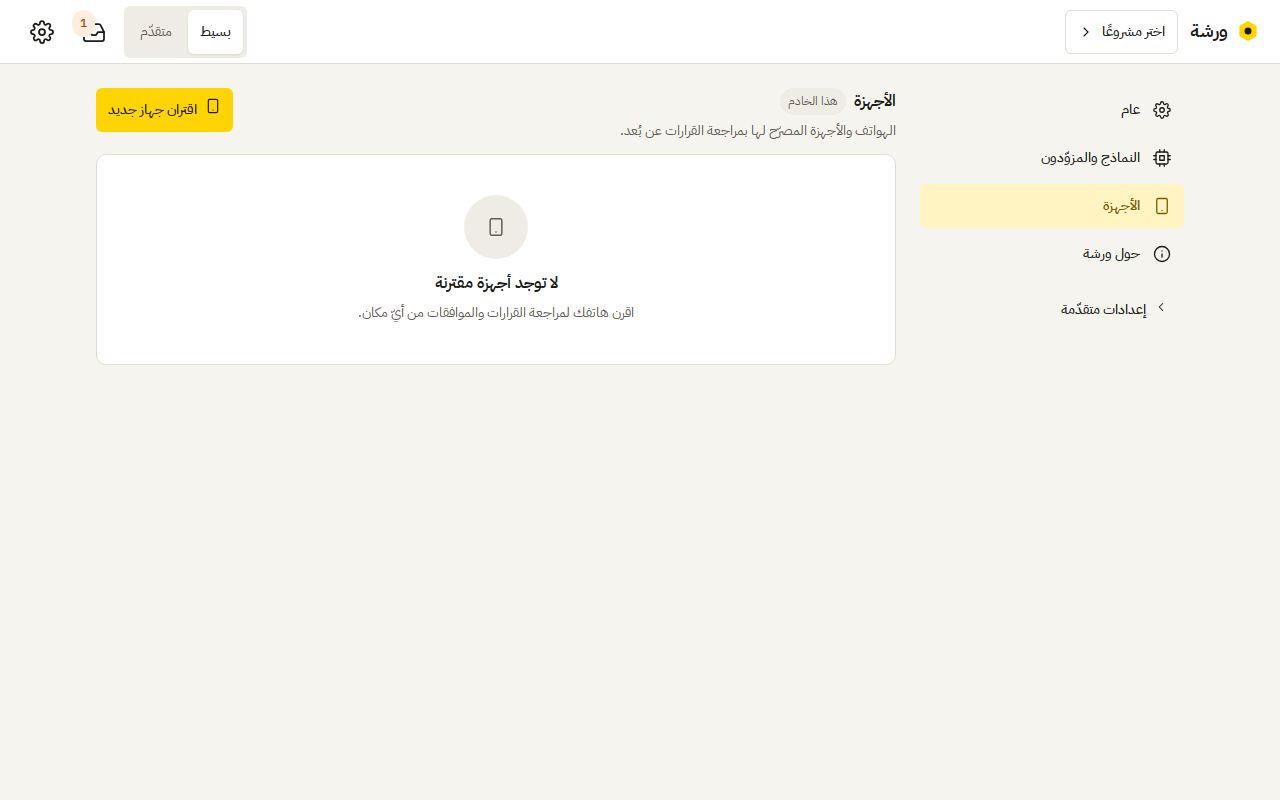 ورشة
اختر مشروعًا
بسيط
متقدّم
1
عام
النماذج والمزوّدون
الأجهزة
حول ورشة
إعدادات متقدّمة
الأجهزة هذا الخادم
الهواتف والأجهزة المصرّح لها بمراجعة القرارات عن بُعد.
اقتران جهاز جديد
لا توجد أجهزة مقترنة
اقرن هاتفك لمراجعة القرارات والموافقات من أيّ مكان.